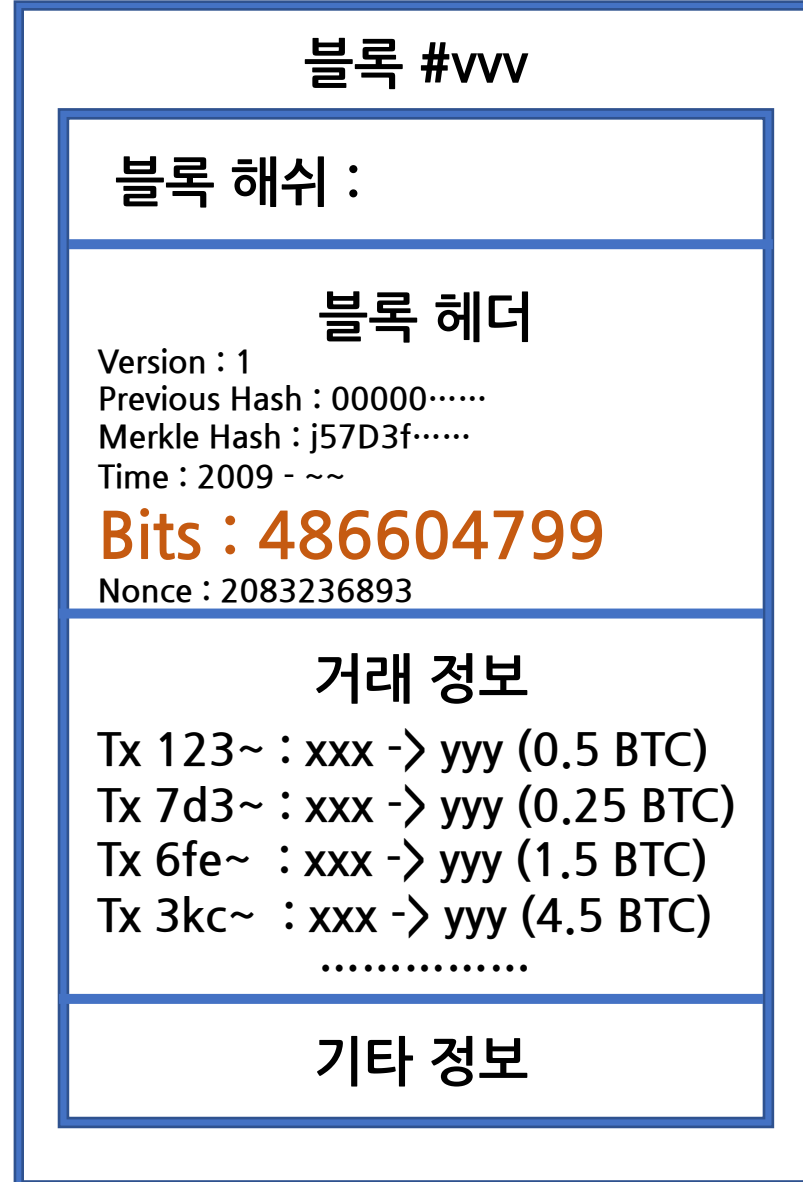 블록 #vvv
블록 해쉬 :
블록 헤더
Version : 1
Previous Hash : 00000……
Merkle Hash : j57D3f……
Time : 2009 - ~~
Bits : 486604799
Nonce : 2083236893
거래 정보
Tx 123~ : xxx -> yyy (0.5 BTC)
Tx 7d3~ : xxx -> yyy (0.25 BTC)
Tx 6fe~ : xxx -> yyy (1.5 BTC)
Tx 3kc~ : xxx -> yyy (4.5 BTC)
……………
기타 정보